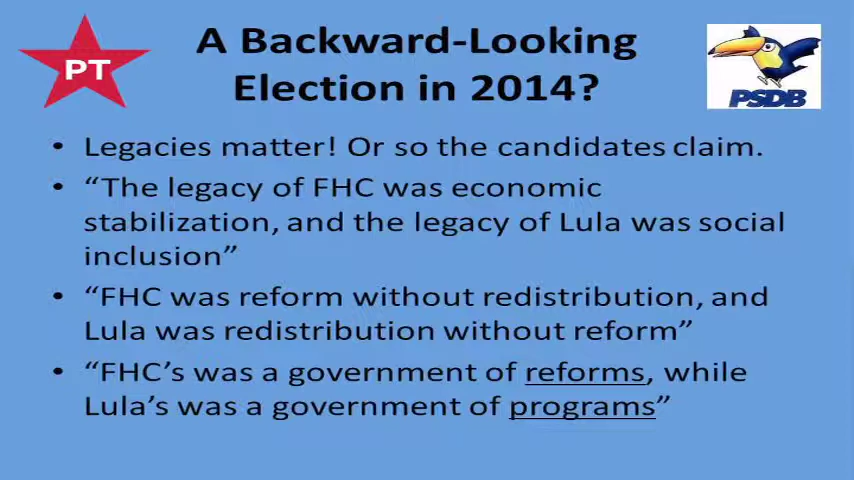 PT
A Backward-Looking
Election in 2014?
PSDB
• Legacies matter! Or so the candidates claim.
• “The legacy of FHC was economic
stabilization, and the legacy of Lula was social
inclusion”
• “FHC was reform without redistribution, and
Lula was redistribution without reform”
• “FHC’s was a government of reforms, while
Lula’s was a government of programs”